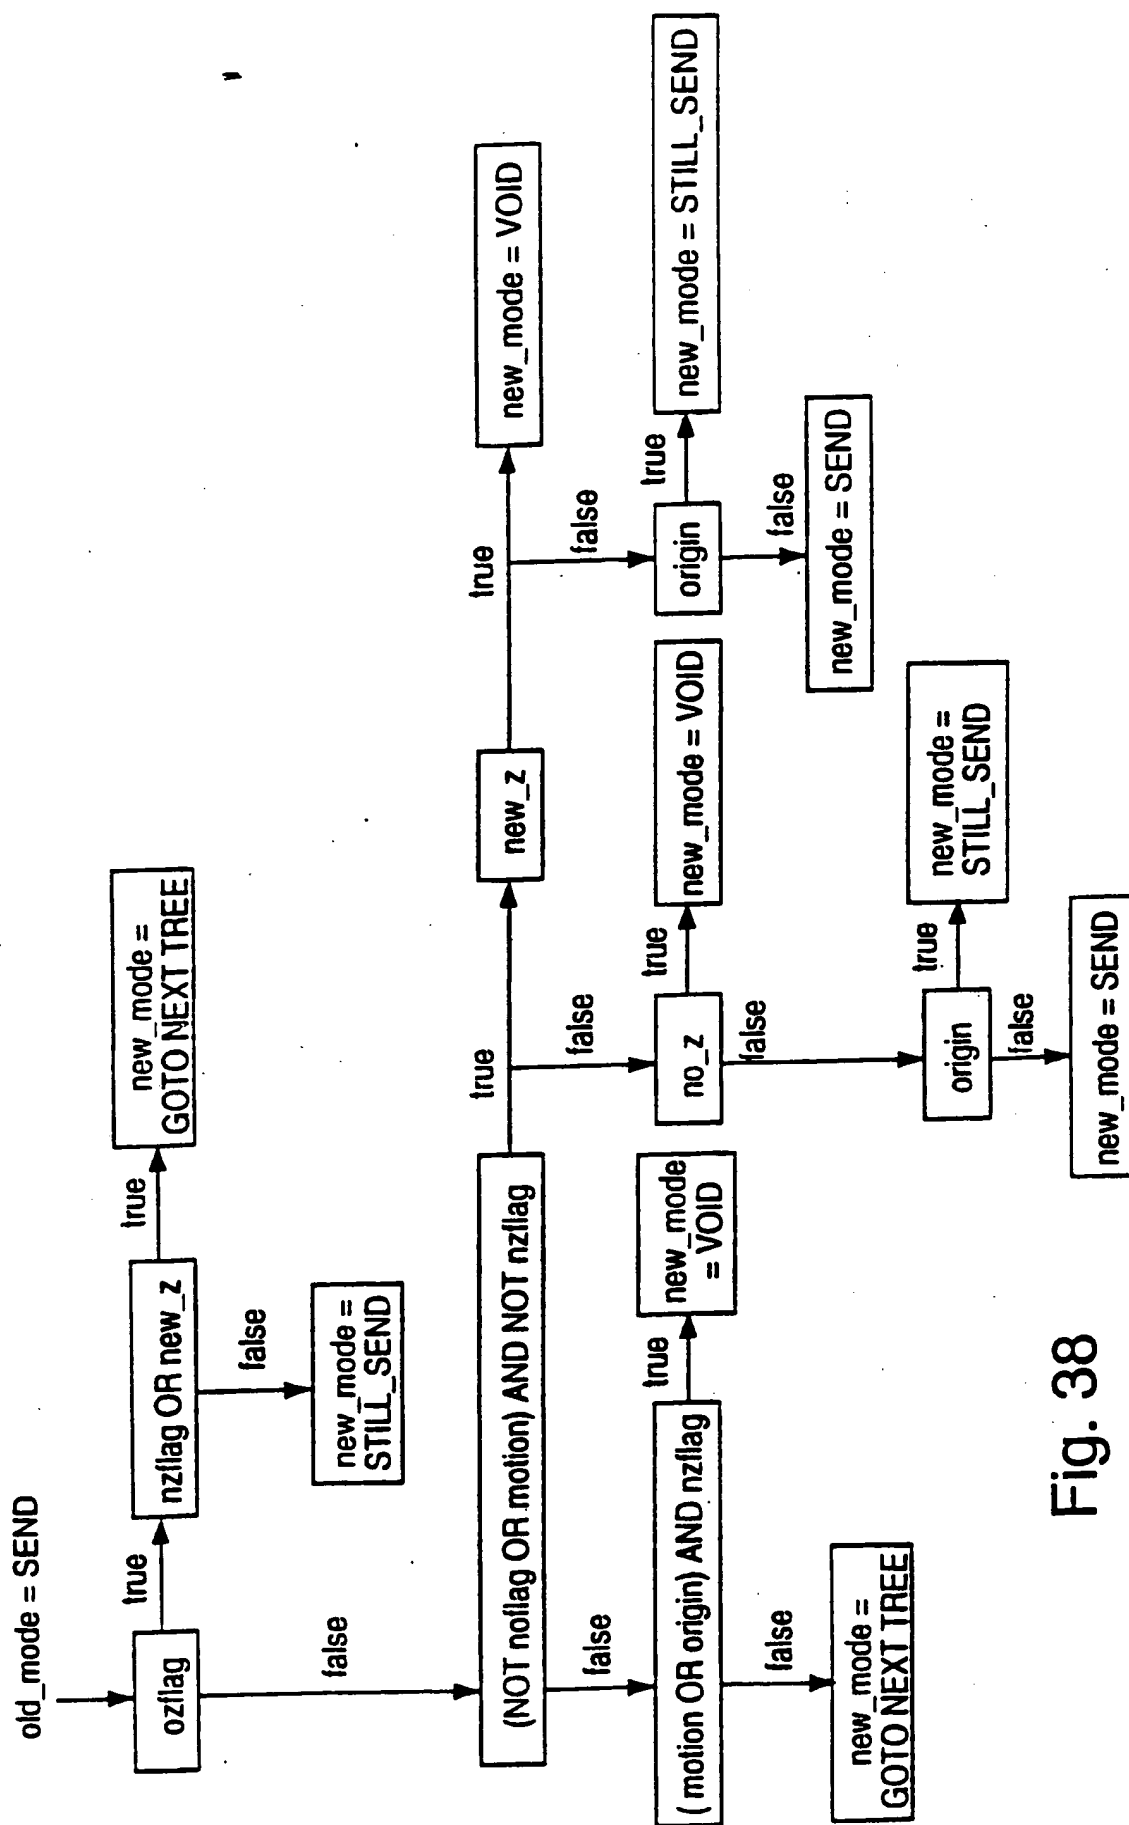 old_mode = SEND
ozflag
true
nzflag OR new_z
true
new_mode =
GOTO NEXT TREE
false
new_mode =
STILL_SEND
false
(NOT noflag OR motion) AND NOT nzflag
true
new_z
true
new_mode = VOID
false
origin
true
new_mode = STILL_SEND
false
new_mode = SEND
false
no_z
true
new_mode = VOID
false
origin
true
new_mode =
STILL_SEND
false
new_mode = SEND
false
( motion OR origin) AND nzflag
true
new_mode
= VOID
false
new_mode =
GOTO NEXT TREE
Fig. 38